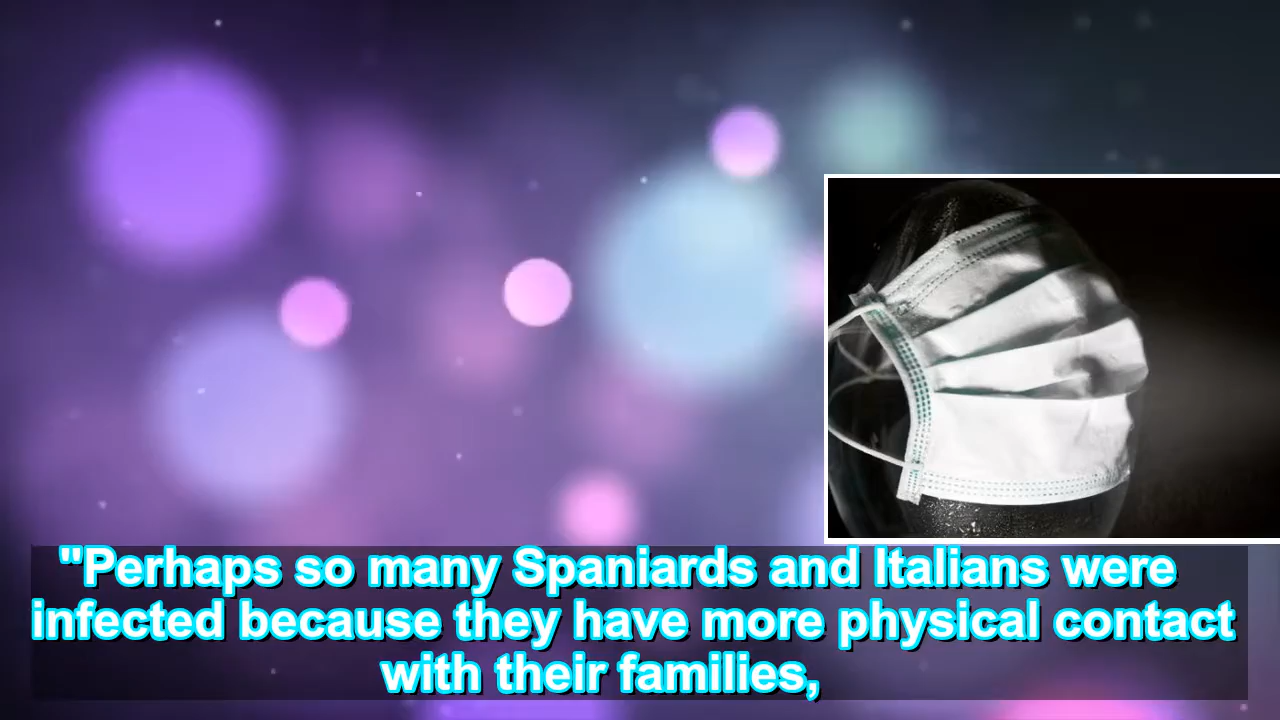 "Perhaps so many Spaniards and Italians were
infected because they have more physical contact
with their families,